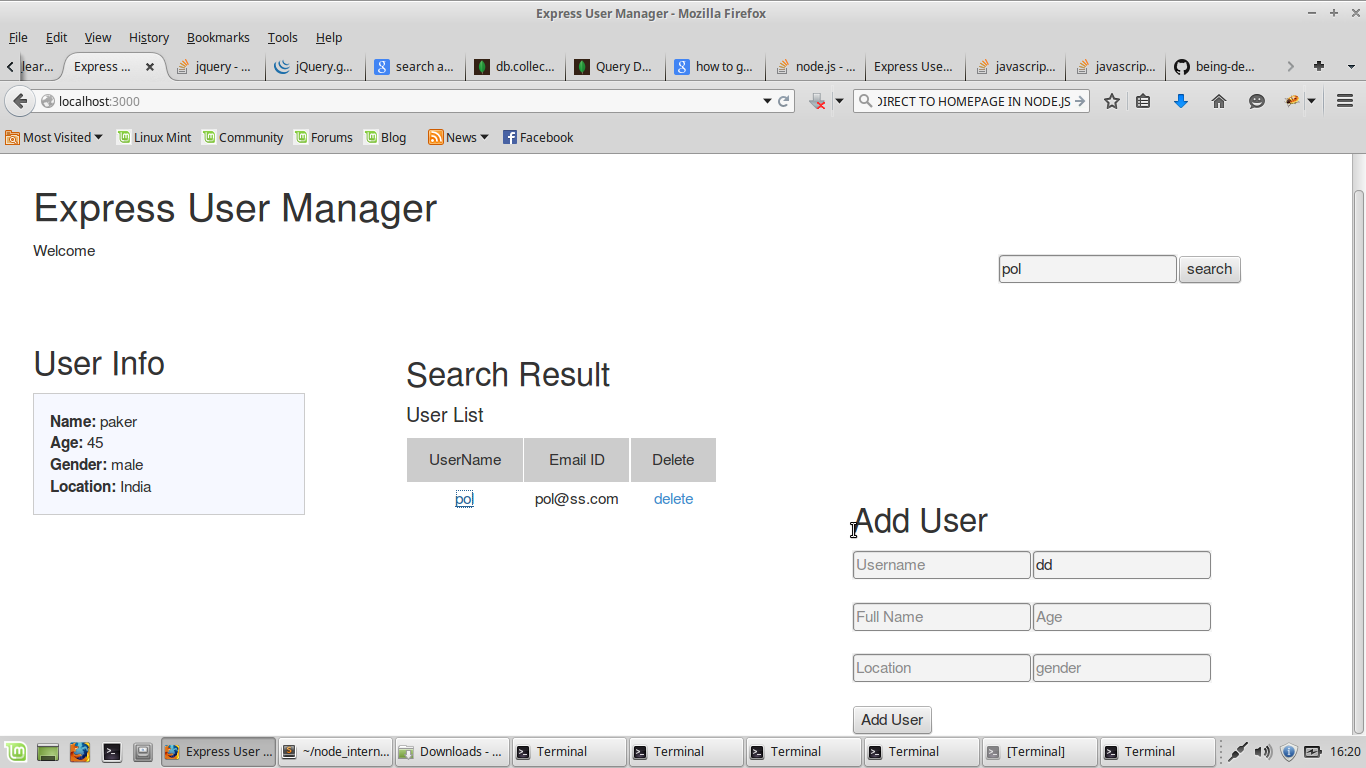 Express User Manager - Mozilla Firefox
File Edit View History Bookmarks Tools Help
lear... Express ... jquery - ... jQuery.g... search a... db.collec... Query D... how to g... node.js - ... Express Use... javascrip... javascrip... being-de...
localhost:3000 DIRECT TO HOMEPAGE IN NODE.JS
Most Visited Linux Mint Community Forums Blog News Facebook
Express User Manager
Welcome
pol search
User Info
Name: paker
Age: 45
Gender: male
Location: India
Search Result
User List
UserName Email ID Delete
pol pol@ss.com delete
Add User
Username dd
Full Name Age
Location gender
Add User
Express User ... ~/node_intern... Downloads - ... Terminal Terminal Terminal Terminal [Terminal] Terminal 16:20